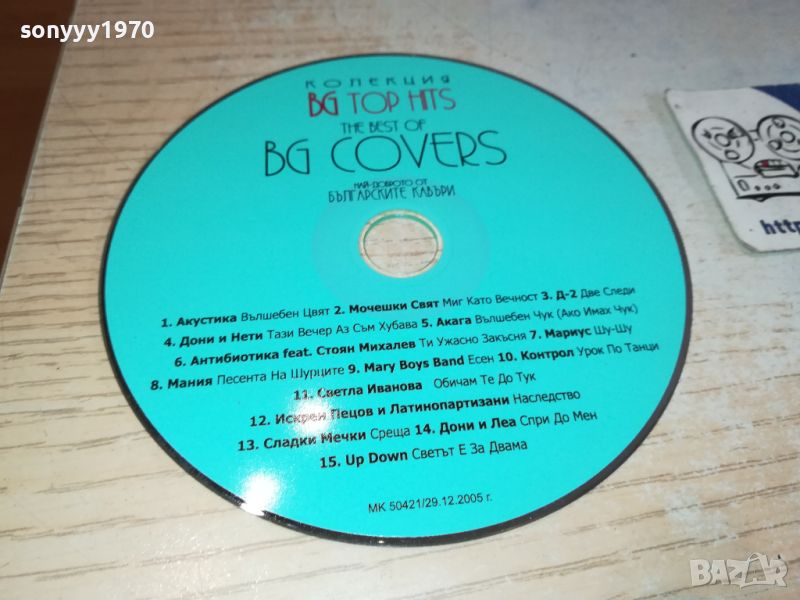 sonyyy1970
КОЛЕКЦИЯ
BG TOP HITS
THE BEST OF
BG COVERS
НАЙ-ДОБРОТО ОТ
БЪЛГАРСКИТЕ КАВЪРИ
1. Акустика Вълшебен Цвят 2. Мочешки Свят Миг Като Вечност 3. Д-2 Две Следи
4. Дони и Нети Тази Вечер Аз Съм Хубава 5. Акага Вълшебен Чук (Ако Имах Чук)
6. Антибиотика feat. Стоян Михалев Ти Ужасно Закъсня 7. Мариус Шу-Шу
8. Мания Песента На Щурците 9. Mary Boys Band Есен 10. Контрол Урок По Танци
11. Светла Иванова Обичам Те До Тук
12. Искрен Пецов и Латинопартизани Наследство
13. Сладки Мечки Среща 14. Дони и Леа Спри До Мен
15. Up Down Светът Е За Двама
МК 50421/29.12.2005 г.
http
BAZAR